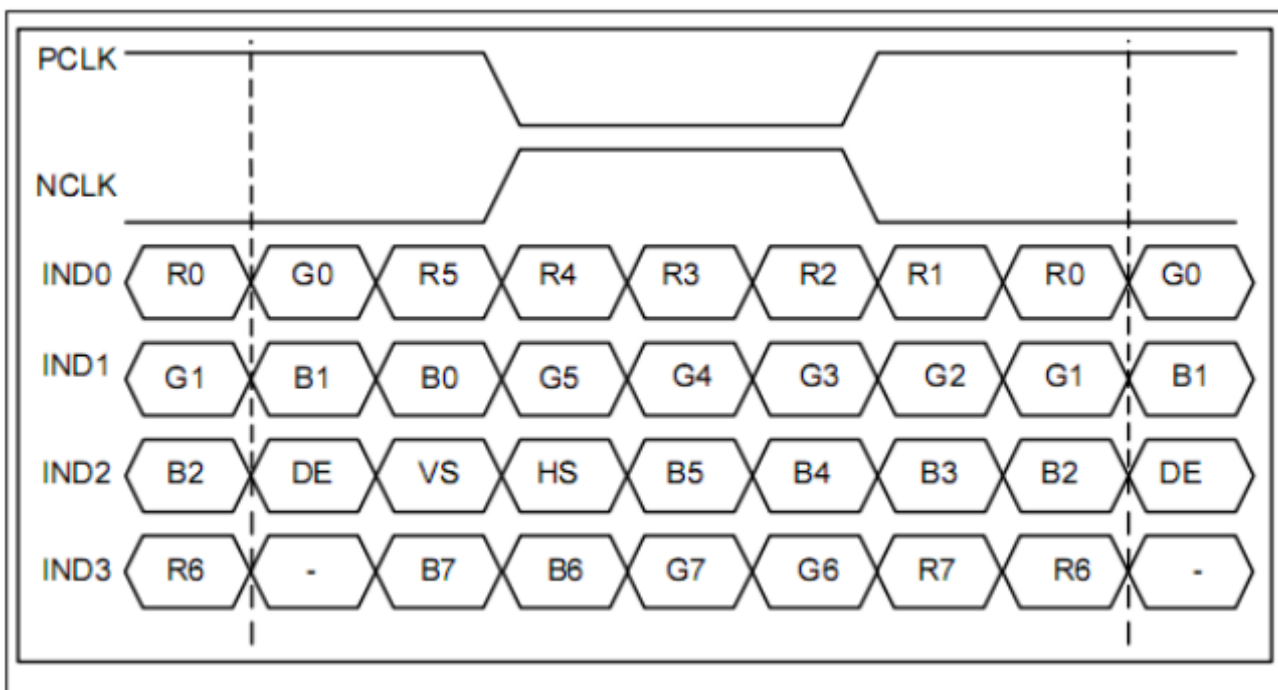 PCLK
NCLK
IND0 R0 G0 R5 R4 R3 R2 R1 R0 G0
IND1 G1 B1 B0 G5 G4 G3 G2 G1 B1
IND2 B2 DE VS HS B5 B4 B3 B2 DE
IND3 R6 - B7 B6 G7 G6 R7 R6 -